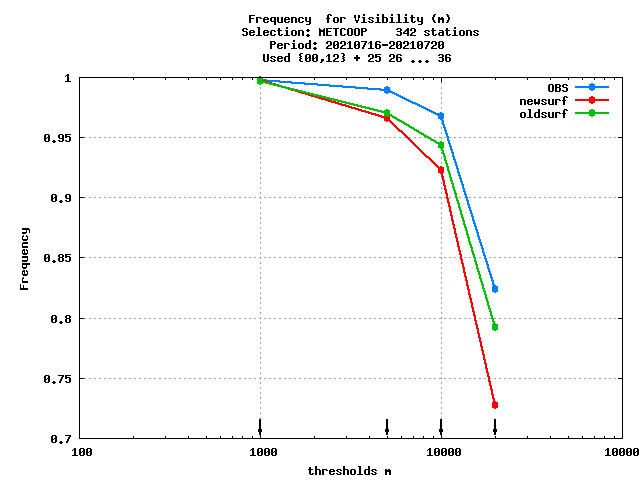 Frequency  for Visibility (m)
Selection: METCOOP    342 stations
Period: 20210716-20210720
Used {00,12} + 25 26 ... 36
OBS
newsurf
oldsurf
1
0.95
0.9
0.85
0.8
0.75
0.7
Frequency
100
1000
10000
10000
thresholds m